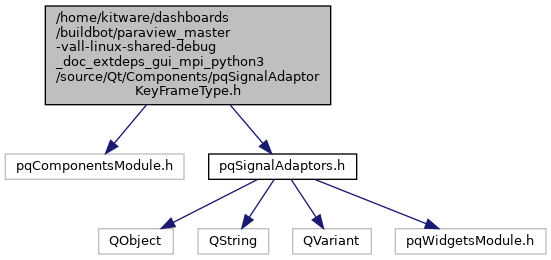 /home/kitware/dashboards
/buildbot/paraview_master
-vall-linux-shared-debug
_doc_extdeps_gui_mpi_python3
/source/Qt/Components/pqSignalAdaptor
KeyFrameType.h
pqComponentsModule.h
pqSignalAdaptors.h
QObject
QString
QVariant
pqWidgetsModule.h